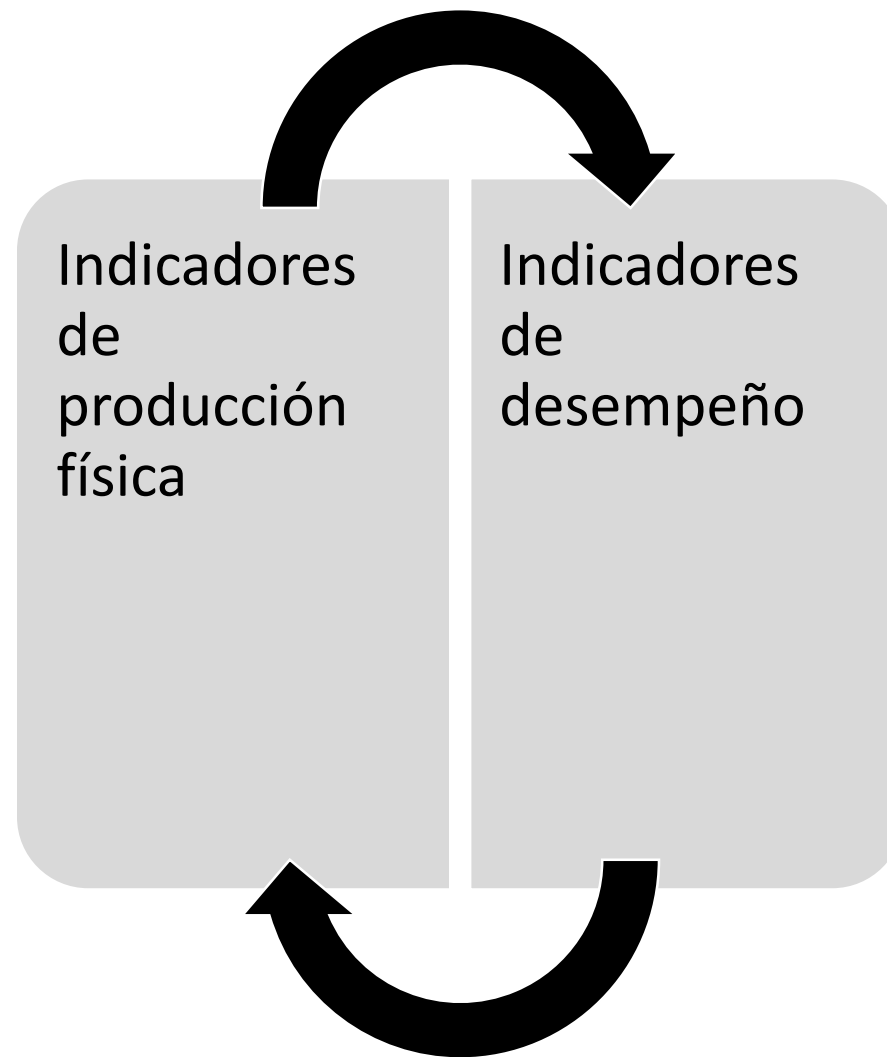 Indicadores
de
producción
física
Indicadores
de
desempeño